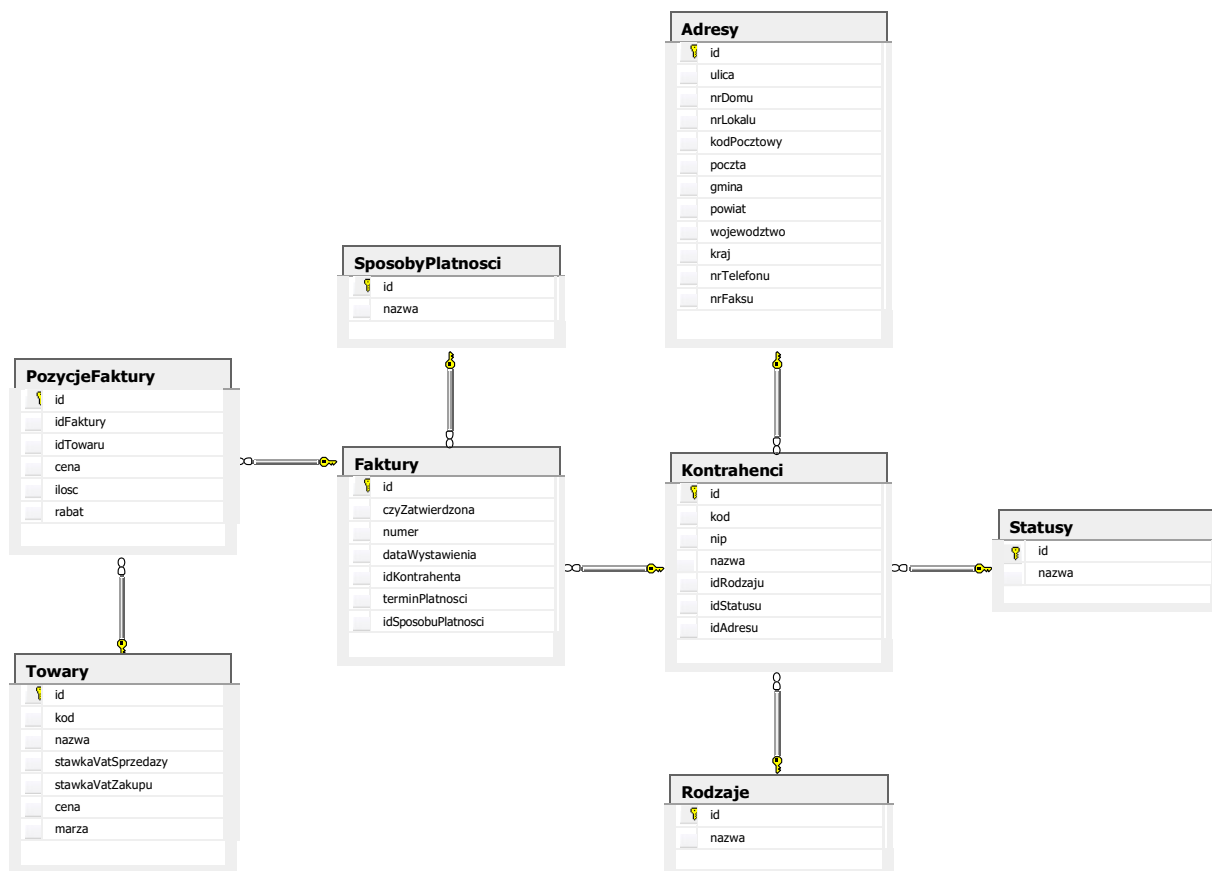 Adresy
id
ulica
nrDomu
nrLokalu
kodPocztowy
poczta
gmina
powiat
wojewodztwo
kraj
nrTelefonu
nrFaksu
SposobyPlatnosci
id
nazwa
PozycjeFaktury
id
idFaktury
idTowaru
cena
ilosc
rabat
Faktury
id
czyZatwierdzona
numer
dataWystawienia
idKontrahenta
terminPlatnosci
idSposobuPlatnosci
Kontrahenci
id
kod
nip
nazwa
idRodzaju
idStatusu
idAdresu
Statusy
id
nazwa
Towary
id
kod
nazwa
stawkaVatSprzedazy
stawkaVatZakupu
cena
marza
Rodzaje
id
nazwa